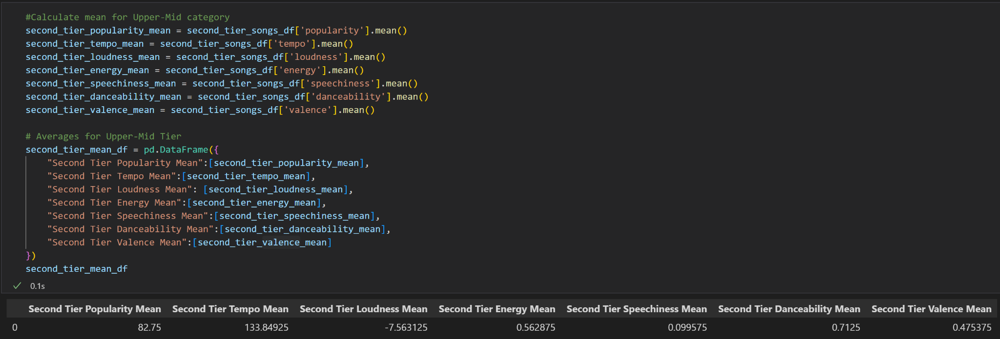 #Calculate mean for Upper-Mid category
second_tier_popularity_mean = second_tier_songs_df['popularity'].mean()
second_tier_tempo_mean = second_tier_songs_df['tempo'].mean()
second_tier_loudness_mean = second_tier_songs_df['loudness'].mean()
second_tier_energy_mean = second_tier_songs_df['energy'].mean()
second_tier_speechiness_mean = second_tier_songs_df['speechiness'].mean()
second_tier_danceability_mean = second_tier_songs_df['danceability'].mean()
second_tier_valence_mean = second_tier_songs_df['valence'].mean()
# Averages for Upper-Mid Tier
second_tier_mean_df = pd.DataFrame({
"Second Tier Popularity Mean":[second_tier_popularity_mean],
"Second Tier Tempo Mean":[second_tier_tempo_mean],
"Second Tier Loudness Mean": [second_tier_loudness_mean],
"Second Tier Energy Mean":[second_tier_energy_mean],
"Second Tier Speechiness Mean":[second_tier_speechiness_mean],
"Second Tier Danceability Mean":[second_tier_danceability_mean],
"Second Tier Valence Mean":[second_tier_valence_mean]
})
second_tier_mean_df
✓ 0.1s
Second Tier Popularity Mean Second Tier Tempo Mean Second Tier Loudness Mean Second Tier Energy Mean Second Tier Speechiness Mean Second Tier Danceability Mean Second Tier Valence Mean
0 82.75 133.84925 -7.563125 0.562875 0.099575 0.7125 0.475375